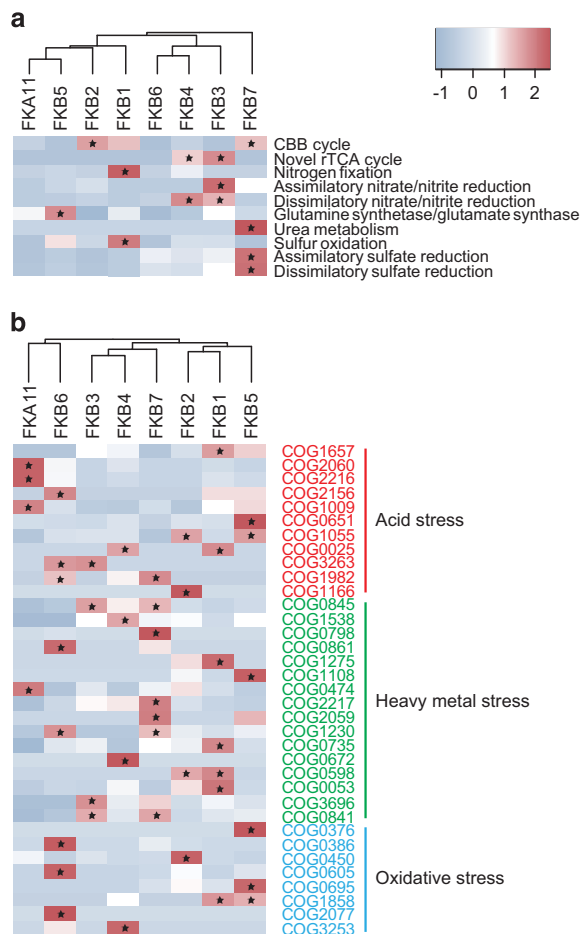 a
FKA11 FKB5 FKB2 FKB1 FKB6 FKB4 FKB3 FKB7
-1 0 1 2
CBB cycle
Novel rTCA cycle
Nitrogen fixation
Assimilatory nitrate/nitrite reduction
Dissimilatory nitrate/nitrite reduction
Glutamine synthetase/glutamate synthase
Urea metabolism
Sulfur oxidation
Assimilatory sulfate reduction
Dissimilatory sulfate reduction
b
FKA11 FKB6 FKB3 FKB4 FKB7 FKB2 FKB1 FKB5
COG1657
COG2060
COG2216
COG2156
COG1009
COG0651
Acid stress
COG1055
COG0025
COG3263
COG1982
COG1166
COG0845
COG1538
COG0798
COG0861
COG1275
COG1108
COG0474
COG2217
Heavy metal stress
COG2059
COG1230
COG0735
COG0672
COG0598
COG0053
COG3696
COG0841
COG0376
COG0386
COG0450
COG0605
Oxidative stress
COG0695
COG1858
COG2077
COG3253